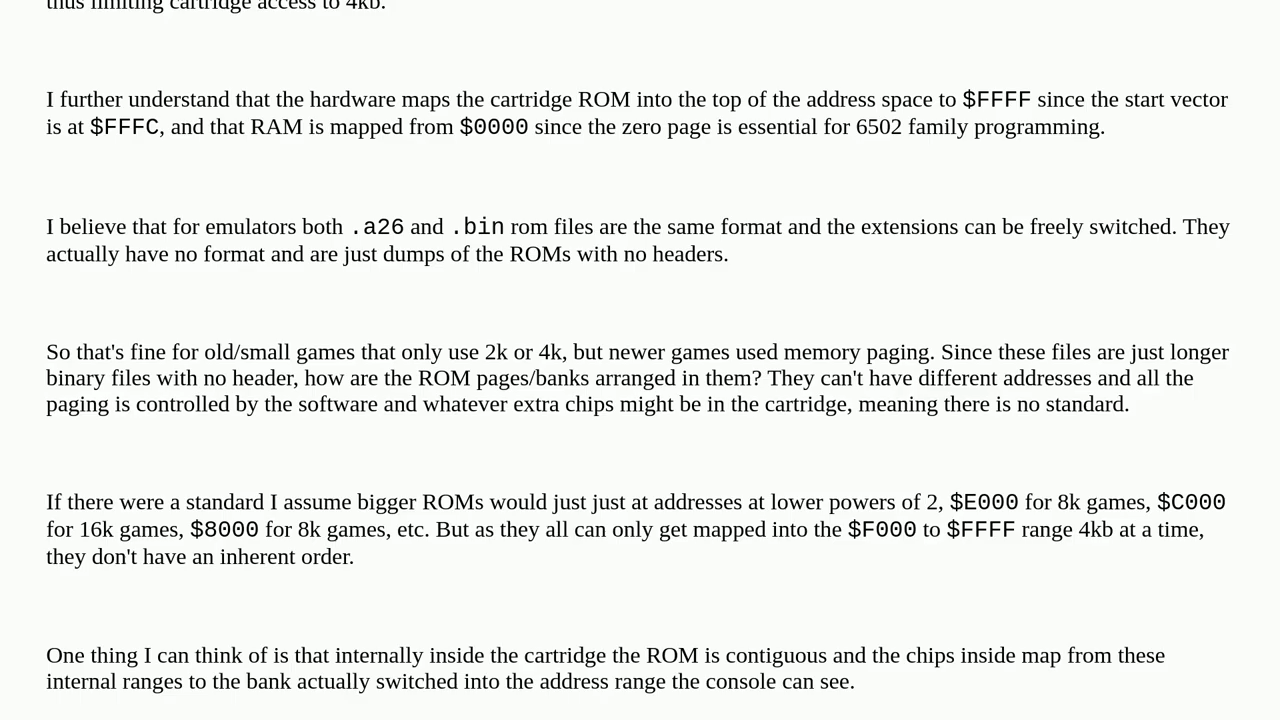 thus limiting cartridge access to 4kb.
I further understand that the hardware maps the cartridge ROM into the top of the address space to $FFFF since the start vector
is at $FFFC, and that RAM is mapped from $0000 since the zero page is essential for 6502 family programming.
I believe that for emulators both .a26 and .bin rom files are the same format and the extensions can be freely switched. They
actually have no format and are just dumps of the ROMs with no headers.
So that's fine for old/small games that only use 2k or 4k, but newer games used memory paging. Since these files are just longer
binary files with no header, how are the ROM pages/banks arranged in them? They can't have different addresses and all the
paging is controlled by the software and whatever extra chips might be in the cartridge, meaning there is no standard.
If there were a standard I assume bigger ROMs would just just at addresses at lower powers of 2, $E000 for 8k games, $C000
for 16k games, $8000 for 8k games, etc. But as they all can only get mapped into the $F000 to $FFFF range 4kb at a time,
they don't have an inherent order.
One thing I can think of is that internally inside the cartridge the ROM is contiguous and the chips inside map from these
internal ranges to the bank actually switched into the address range the console can see.